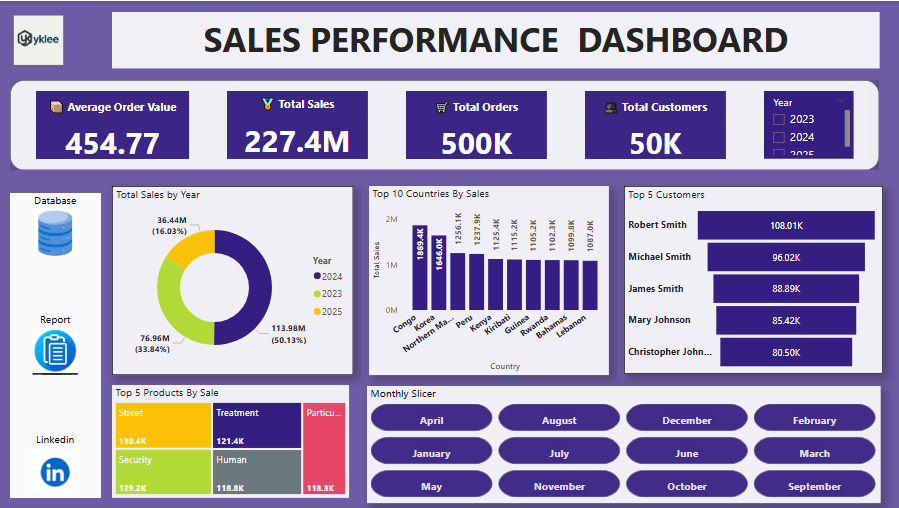 yklee
SALES PERFORMANCE DASHBOARD
Average Order Value
454.77
Total Sales
227.4M
Total Orders
500K
Total Customers
50K
Year
2023
2024
2025
Database
Report
Linkedin
Total Sales by Year
36.44M
(16.03%)
76.96M
(33.84%)
113.98M
(50.13%)
Year
2024
2023
2025
Top 10 Countries By Sales
Total Sales
2M
1M
0M
1869.4K
1646.0K
1256.1K
1237.9K
1125.4K
1115.2K
1105.2K
1102.3K
1099.8K
1087.0K
Congo
Korea
Northern Ma...
Peru
Kenya
Kiribati
Guinea
Rwanda
Bahamas
Lebanon
Country
Top 5 Customers
Robert Smith 108.01K
Michael Smith 96.02K
James Smith 88.89K
Mary Johnson 85.42K
Christopher John... 80.50K
Top 5 Products By Sale
Street
130.4K
Security
129.2K
Treatment
121.4K
Human
118.8K
Particu...
118.3K
Monthly Slicer
April August December February
January July June March
May November October September
in